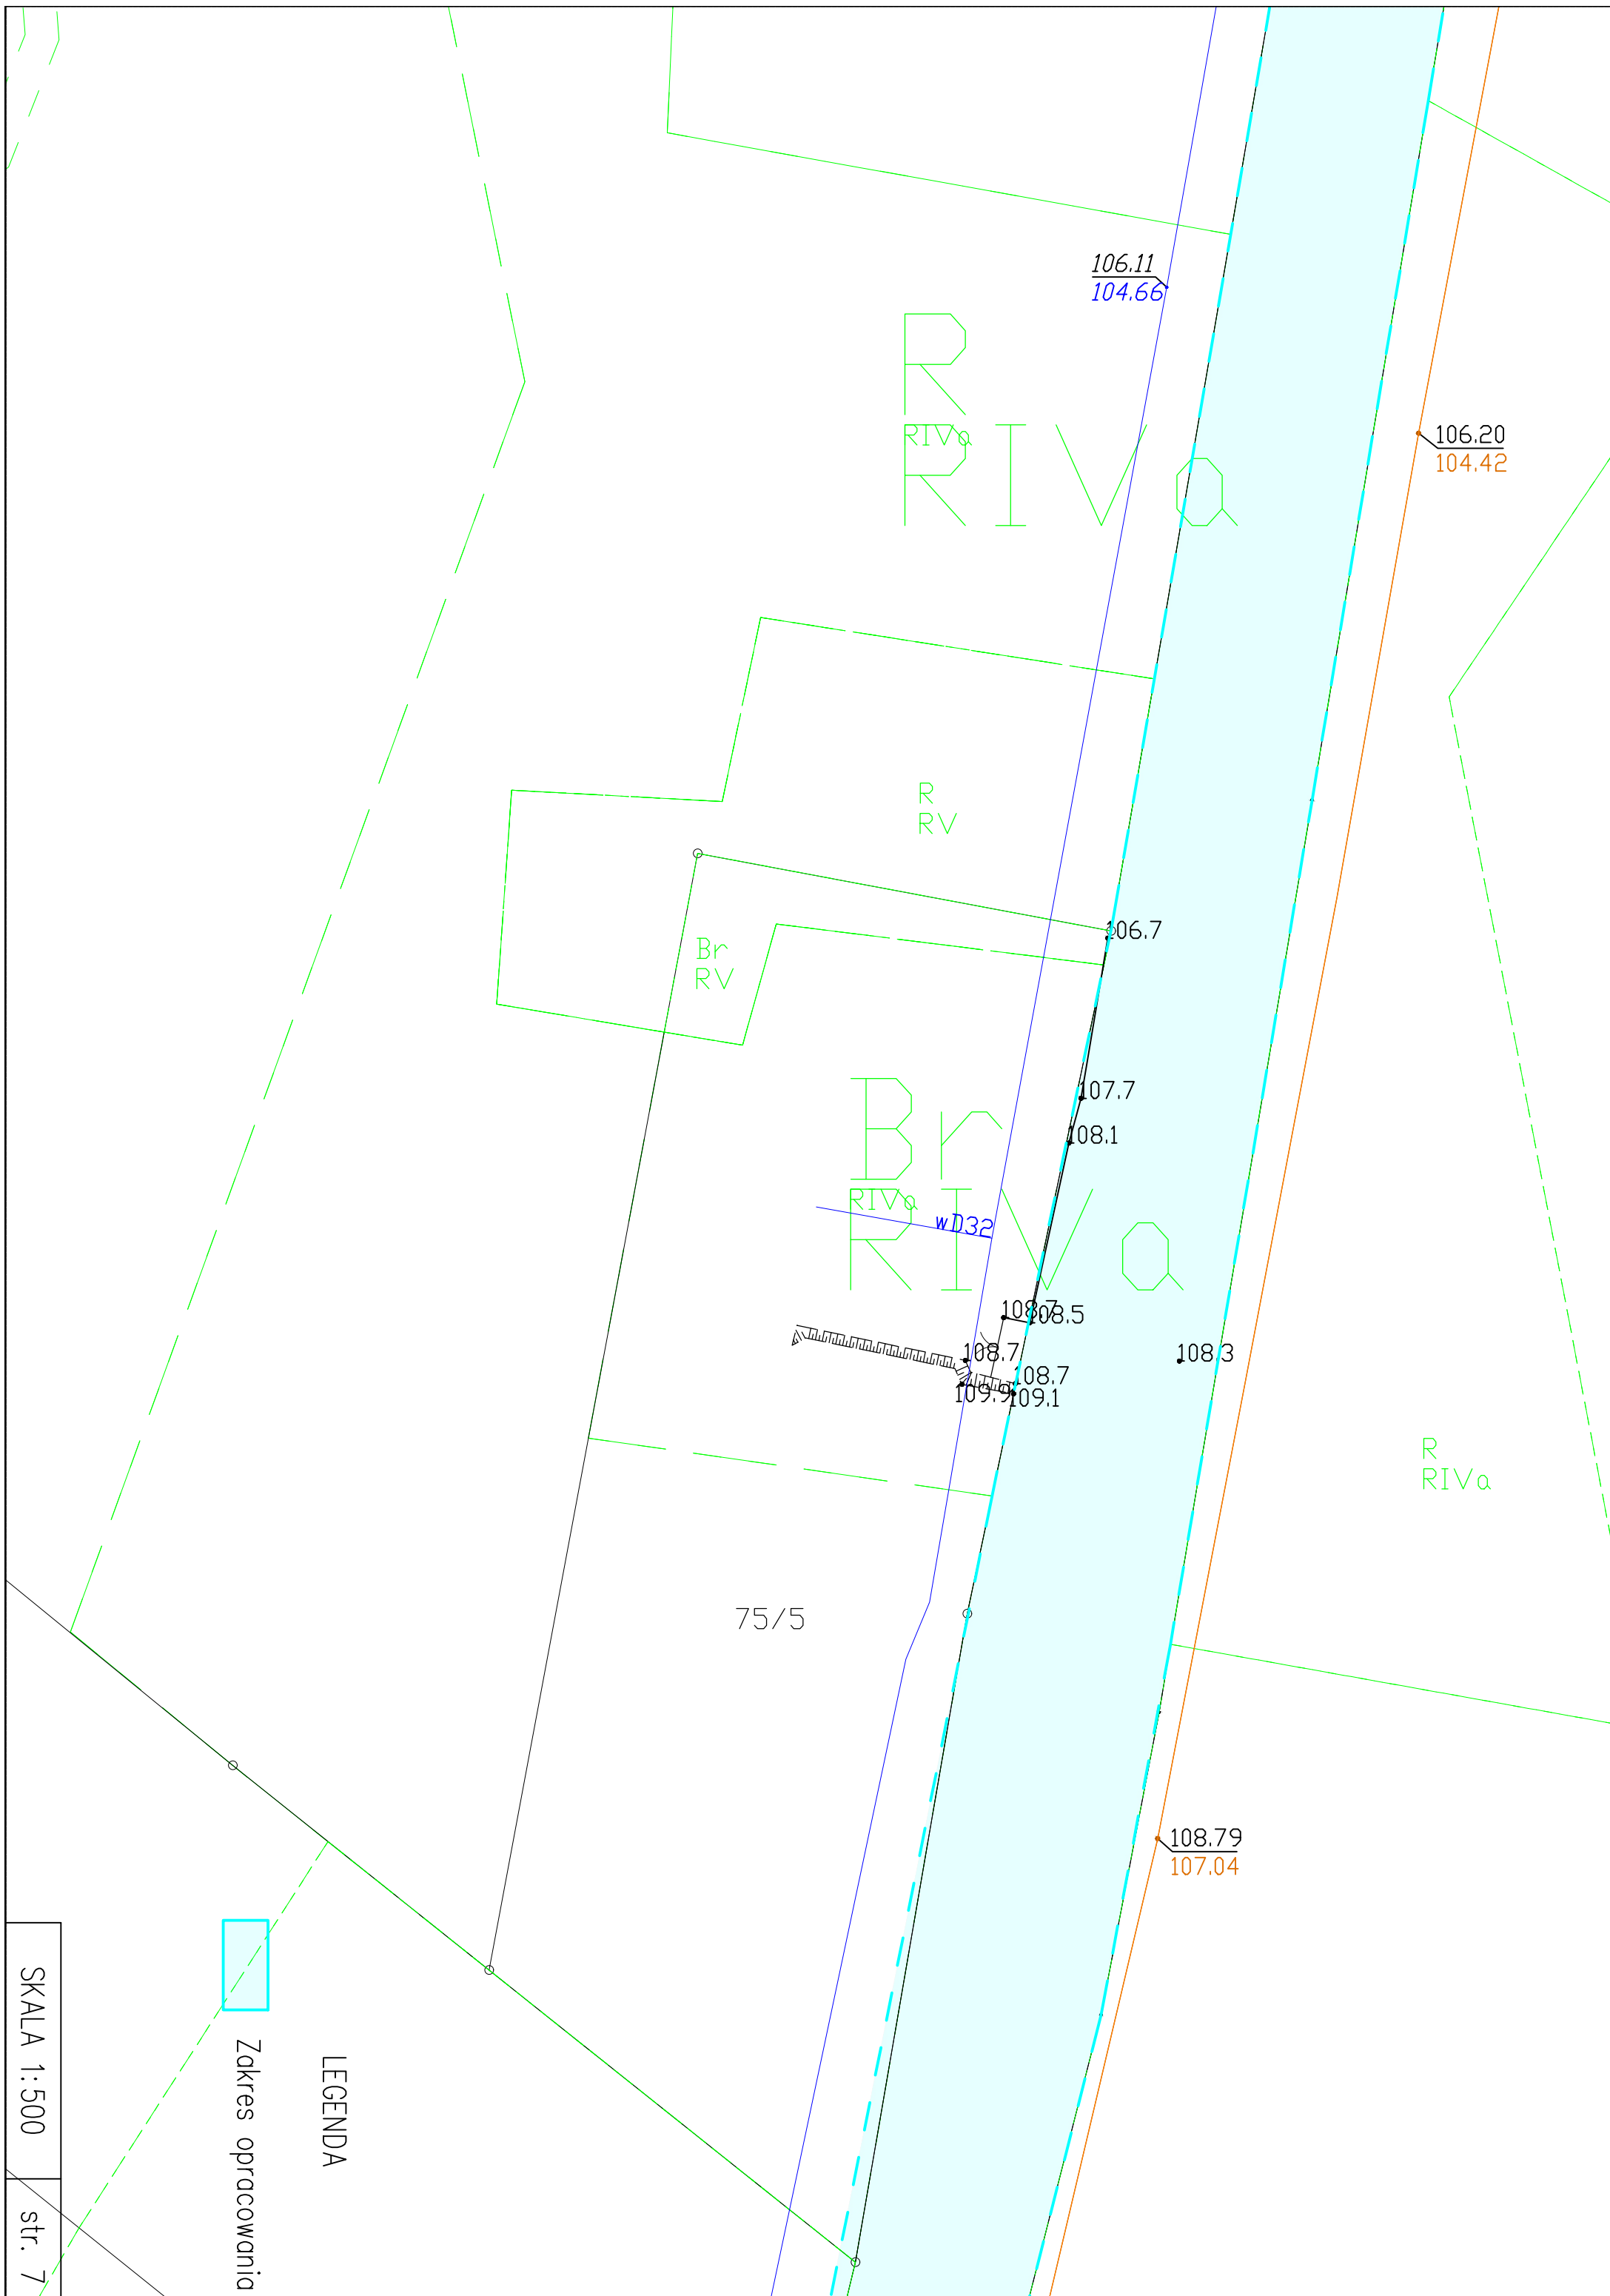 106.11
104.66
R
RIVa
RIVa
106.20
104.42
R
RV
106.7
Br
RV
107.7
108.1
Br
RIVa
RIVa
wD32
108.7
108.5
108.7
108.3
108.7
109.9
109.1
R
RIVa
75/5
108.79
107.04
LEGENDA
Zakres opracowania
SKALA 1:500
str. 7